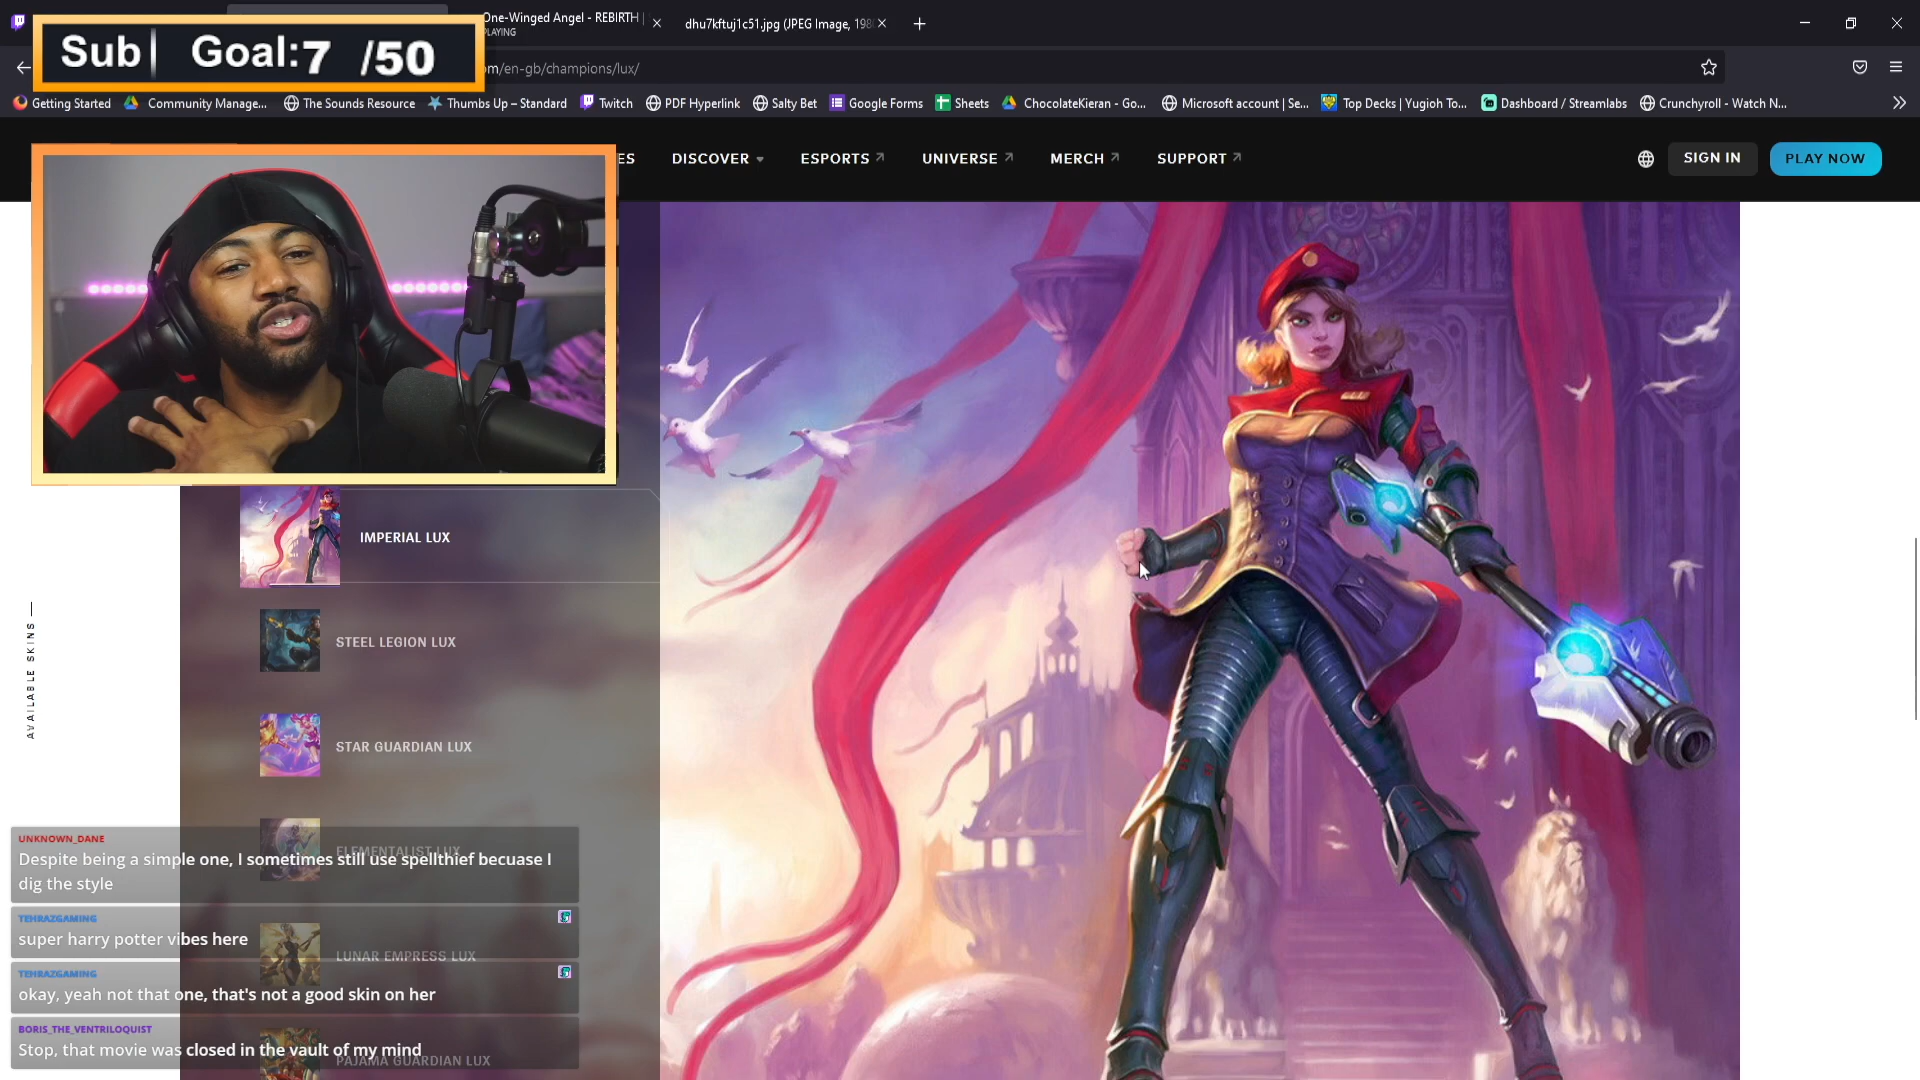 One-Winged Angel - REBIRTH |
PLAYING
dhu7kftuj1c51.jpg (JPEG Image, 198
Sub Goal: 7 /50
om/en-gb/champions/lux/
Getting Started
Community Manage...
The Sounds Resource
Thumbs Up – Standard
Twitch
PDF Hyperlink
Salty Bet
Google Forms
Sheets
ChocolateKieran - Go...
Microsoft account | Se...
Top Decks | Yugioh To...
Dashboard / Streamlabs
Crunchyroll - Watch N...
ES
DISCOVER
ESPORTS
UNIVERSE
MERCH
SUPPORT
SIGN IN
PLAY NOW
AVAILABLE SKINS
IMPERIAL LUX
STEEL LEGION LUX
STAR GUARDIAN LUX
ELEMENTALIST LUX
LUNAR EMPRESS LUX
PAJAMA GUARDIAN LUX
UNKNOWN_DANE
Despite being a simple one, I sometimes still use spellthief becuase I
dig the style
TEHRAZGAMING
super harry potter vibes here
TEHRAZGAMING
okay, yeah not that one, that's not a good skin on her
BORIS_THE_VENTRILOQUIST
Stop, that movie was closed in the vault of my mind